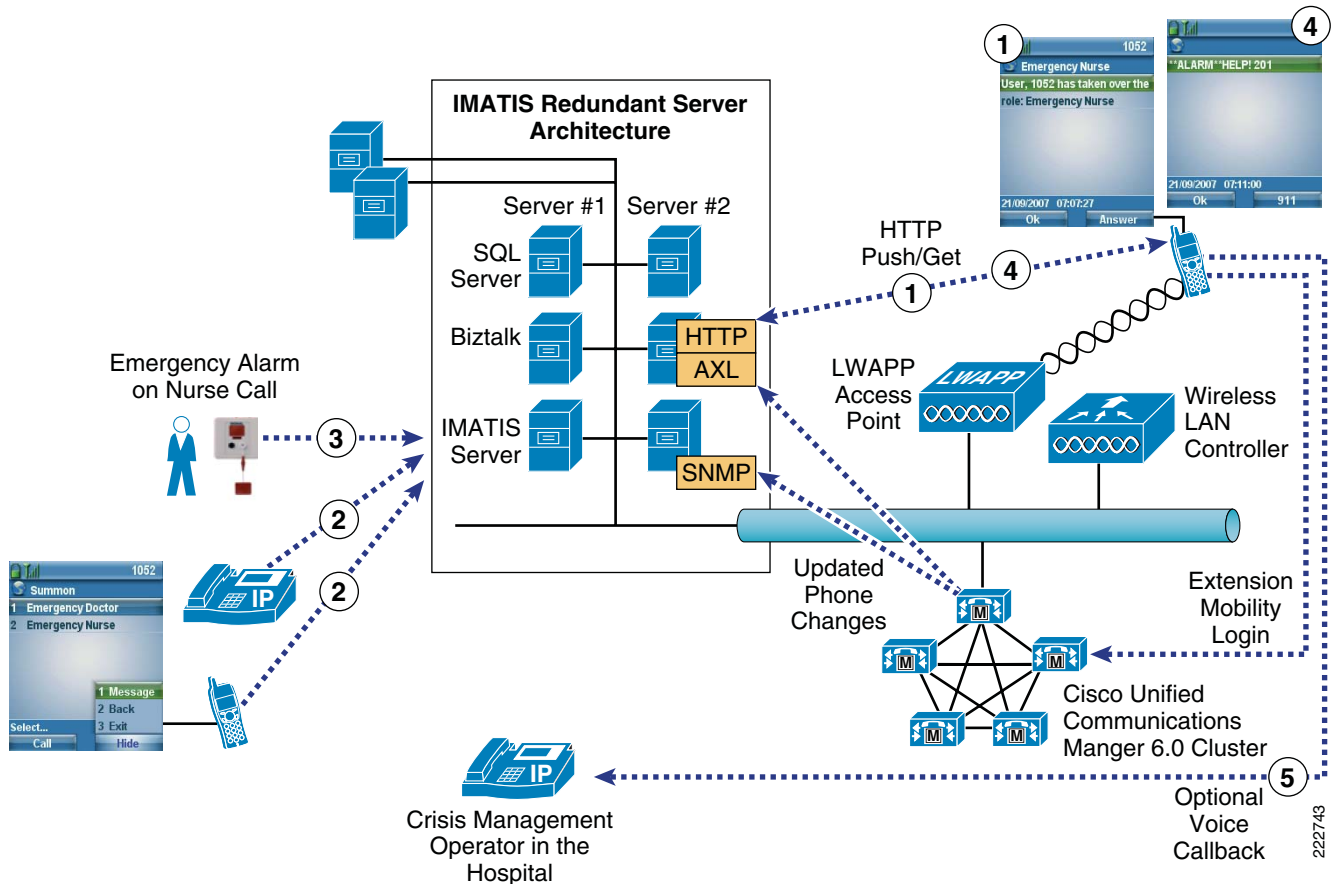 IMATIS Redundant Server
Architecture
Server #1
Server #2
SQL
Server
Biztalk
HTTP
AXL
IMATIS
Server
SNMP
Emergency Alarm
on Nurse Call
3
2
2
IP
1052
Summon
1 Emergency Doctor
2 Emergency Nurse
1 Message
2 Back
3 Exit
Select...
Call
Hide
1
1052
Emergency Nurse
User, 1052 has taken over the
role: Emergency Nurse
21/09/2007 07:07:27
Ok
Answer
4
**ALARM**HELP! 201
21/09/2007 07:11:00
Ok
911
HTTP
Push/Get
1
4
LWAPP
Access
Point
LWAPP
Wireless
LAN
Controller
Updated
Phone
Changes
M
M
M
M
M
Extension
Mobility
Login
Cisco Unified
Communications
Manger 6.0 Cluster
IP
Crisis Management
Operator in the
Hospital
5
Optional
Voice
Callback
222743